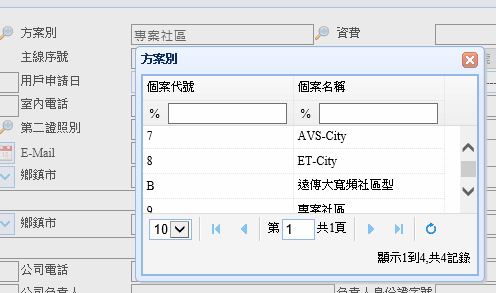 方案別
專案社區
資費
主線序號
用戶申請日
室內電話
第二證照別
E-Mail
鄉鎮市
鄉鎮市
公司電話
方案別
個案代號 個案名稱
% %
7 AVS-City
8 ET-City
B 遠傳大寬頻社區型
9 專案社區
10 第 1 共1頁
顯示1到4,共4記錄
公司負責人 負責人身份證字號